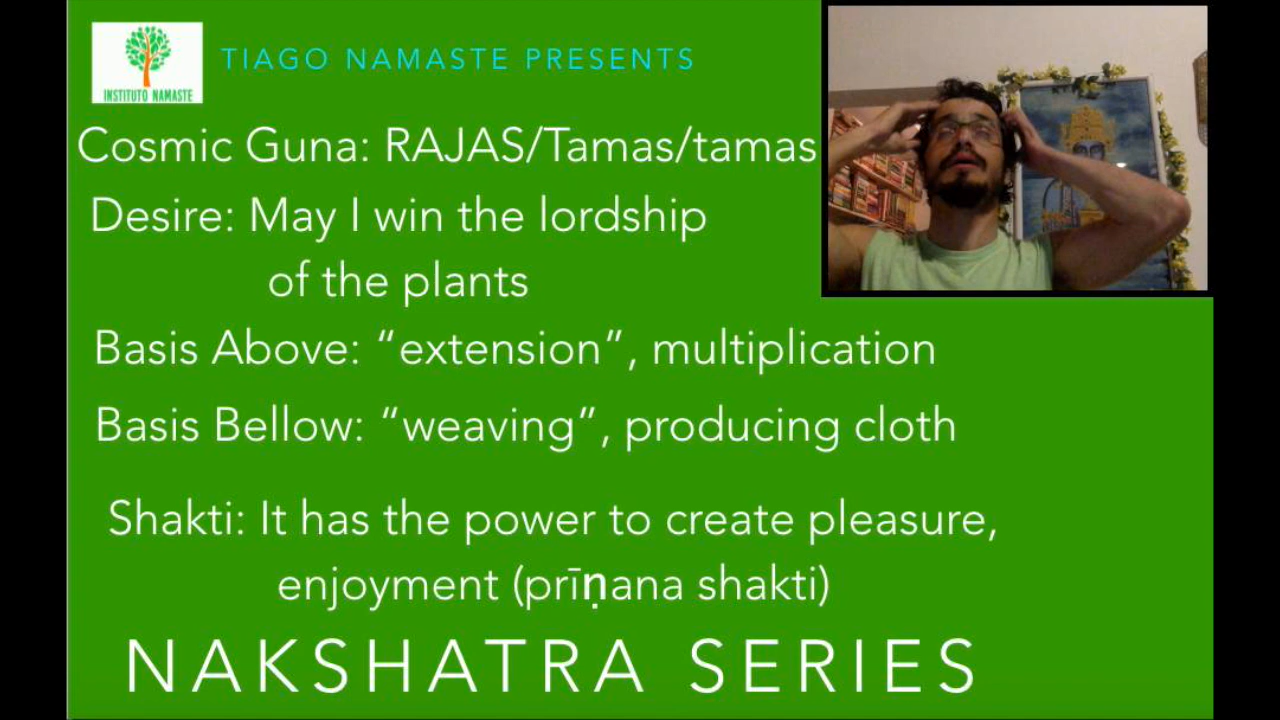 INSTITUTO NAMASTE
TIAGO NAMASTE PRESENTS
Cosmic Guna: RAJAS/Tamas/tamas
Desire: May I win the lordship
of the plants
Basis Above: “extension”, multiplication
Basis Bellow: “weaving”, producing cloth
Shakti: It has the power to create pleasure,
enjoyment (prīṇana shakti)
NAKSHATRA SERIES